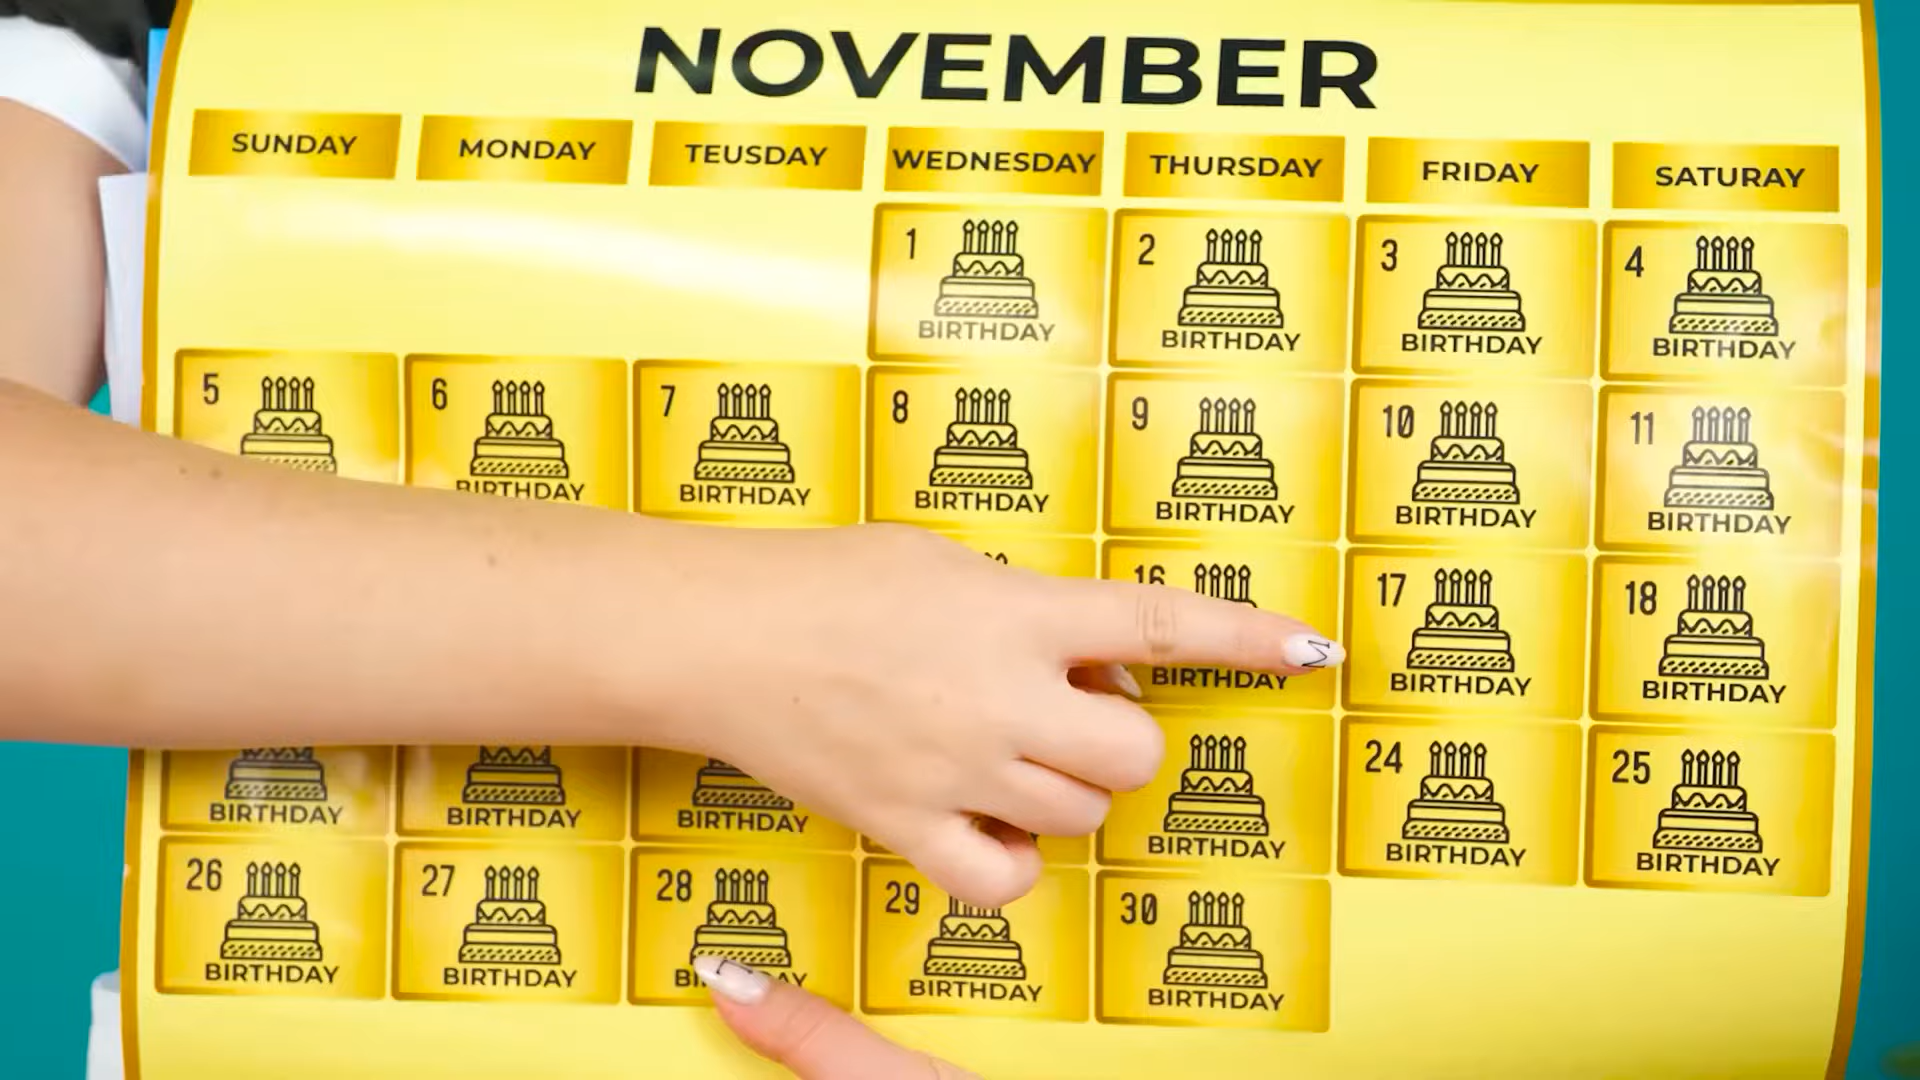 NOVEMBER
SUNDAY MONDAY TEUSDAY WEDNESDAY THURSDAY FRIDAY SATURAY
1 2 3 4
BIRTHDAY BIRTHDAY BIRTHDAY BIRTHDAY
5 6 7 8 9 10 11
BIRTHDAY BIRTHDAY BIRTHDAY BIRTHDAY BIRTHDAY BIRTHDAY
16 17 18
BIRTHDAY BIRTHDAY BIRTHDAY
24 25
BIRTHDAY BIRTHDAY BIRTHDAY BIRTHDAY BIRTHDAY BIRTHDAY
26 27 28 29 30
BIRTHDAY BIRTHDAY BIRTHDAY BIRTHDAY
M